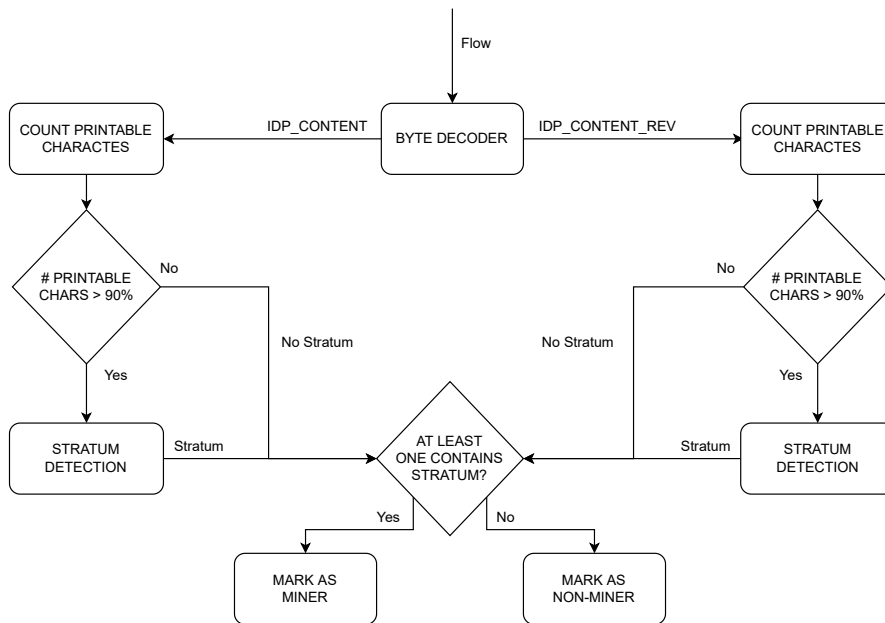 Flow
COUNT PRINTABLE
CHARACTES
IDP_CONTENT
BYTE DECODER
IDP_CONTENT_REV
COUNT PRINTABLE
CHARACTES
# PRINTABLE
CHARS > 90%
No
No
# PRINTABLE
CHARS > 90%
No Stratum
No Stratum
Yes
Yes
STRATUM
DETECTION
Stratum
AT LEAST
ONE CONTAINS
STRATUM?
Stratum
STRATUM
DETECTION
Yes
No
MARK AS
MINER
MARK AS
NON-MINER